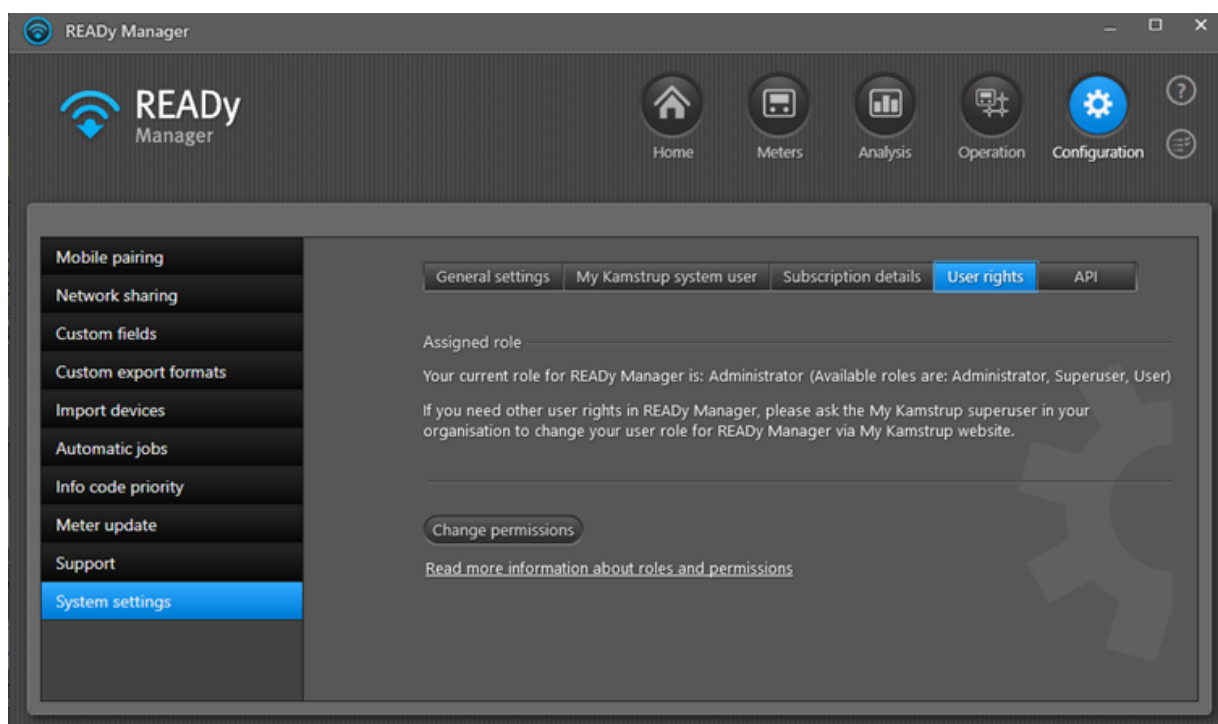 READy Manager
READy
Manager
Home
Meters
Analysis
Operation
Configuration
?
Mobile pairing
Network sharing
Custom fields
Custom export formats
Import devices
Automatic jobs
Info code priority
Meter update
Support
System settings
General settings
My Kamstrup system user
Subscription details
User rights
API
Assigned role
Your current role for READy Manager is: Administrator (Available roles are: Administrator, Superuser, User)
If you need other user rights in READy Manager, please ask the My Kamstrup superuser in your
organisation to change your user role for READy Manager via My Kamstrup website.
Change permissions
Read more information about roles and permissions